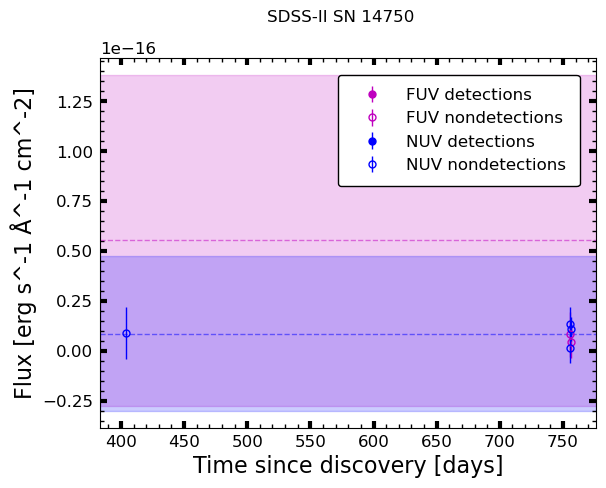 SDSS-II SN 14750
1e−16
Flux [erg s^-1 Å^-1 cm^-2]
1.25
1.00
0.75
0.50
0.25
0.00
−0.25
FUV detections
FUV nondetections
NUV detections
NUV nondetections
400 450 500 550 600 650 700 750
Time since discovery [days]